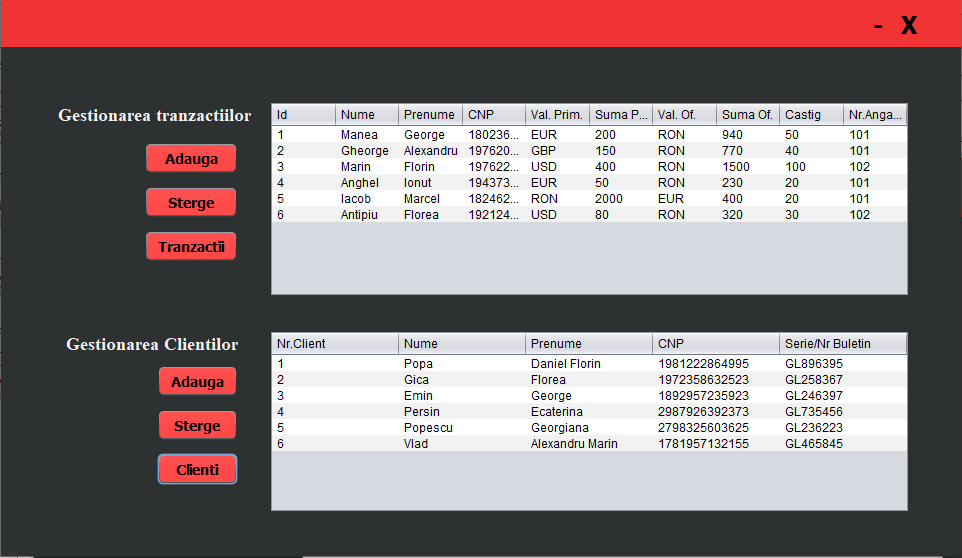 - X
Gestionarea tranzactiilor
Adauga
Sterge
Tranzactii
Id Nume Prenume CNP Val. Prim. Suma P... Val. Of. Suma Of. Castig Nr.Anga...
1 Manea George 180236... EUR 200 RON 940 50 101
2 Gheorge Alexandru 197620... GBP 150 RON 770 40 101
3 Marin Florin 197622... USD 400 RON 1500 100 102
4 Anghel Ionut 194373... EUR 50 RON 230 20 101
5 Iacob Marcel 182462... RON 2000 EUR 400 20 101
6 Antipiu Florea 192124... USD 80 RON 320 30 102
Gestionarea Clientilor
Adauga
Sterge
Clienti
Nr.Client Nume Prenume CNP Serie/Nr Buletin
1 Popa Daniel Florin 1981222864995 GL896395
2 Gica Florea 1972358632523 GL258367
3 Emin George 1892957235923 GL246397
4 Persin Ecaterina 2987926392373 GL735456
5 Popescu Georgiana 2798325603625 GL236223
6 Vlad Alexandru Marin 1781957132155 GL465845